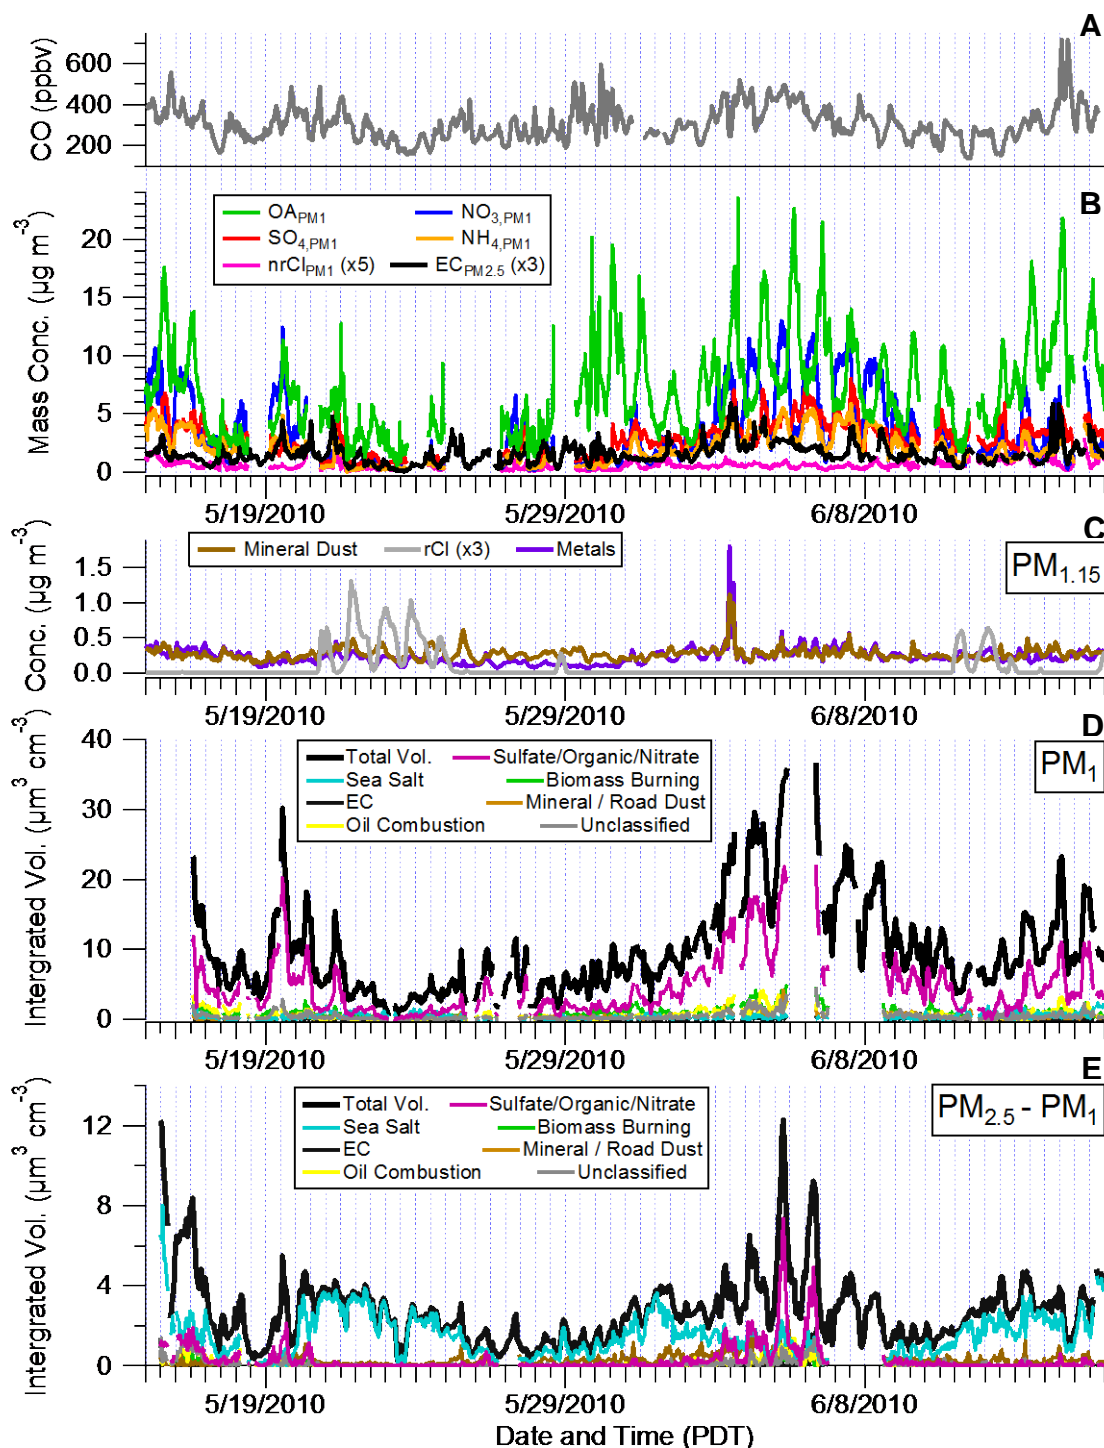 A
CO (ppbv)
600
400
200
B
Mass Conc. (µg m⁻³)
OA PM1 NO3,PM1
SO4,PM1 NH4,PM1
nrCl PM1 (x5) EC PM2.5 (x3)
20
15
10
5
0
5/19/2010 5/29/2010 6/8/2010
C
Conc. (µg m⁻³)
Mineral Dust rCl (x3) Metals
PM1.15
1.5
1.0
0.5
0.0
5/19/2010 5/29/2010 6/8/2010
D
Intergrated Vol. (µm³ cm⁻³)
40
Total Vol. Sulfate/Organic/Nitrate
Sea Salt Biomass Burning
EC Mineral / Road Dust
Oil Combustion Unclassified
PM1
30
20
10
0
5/19/2010 5/29/2010 6/8/2010
E
Intergrated Vol. (µm³ cm⁻³)
Total Vol. Sulfate/Organic/Nitrate
Sea Salt Biomass Burning
EC Mineral / Road Dust
Oil Combustion Unclassified
PM2.5 - PM1
12
8
4
0
5/19/2010 5/29/2010 6/8/2010
Date and Time (PDT)